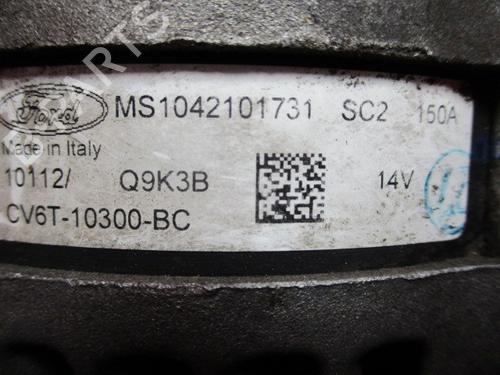 Ford MS1042101731 SC2 150A
Made in Italy
10112/ Q9K3B 14V
CV6T-10300-BC